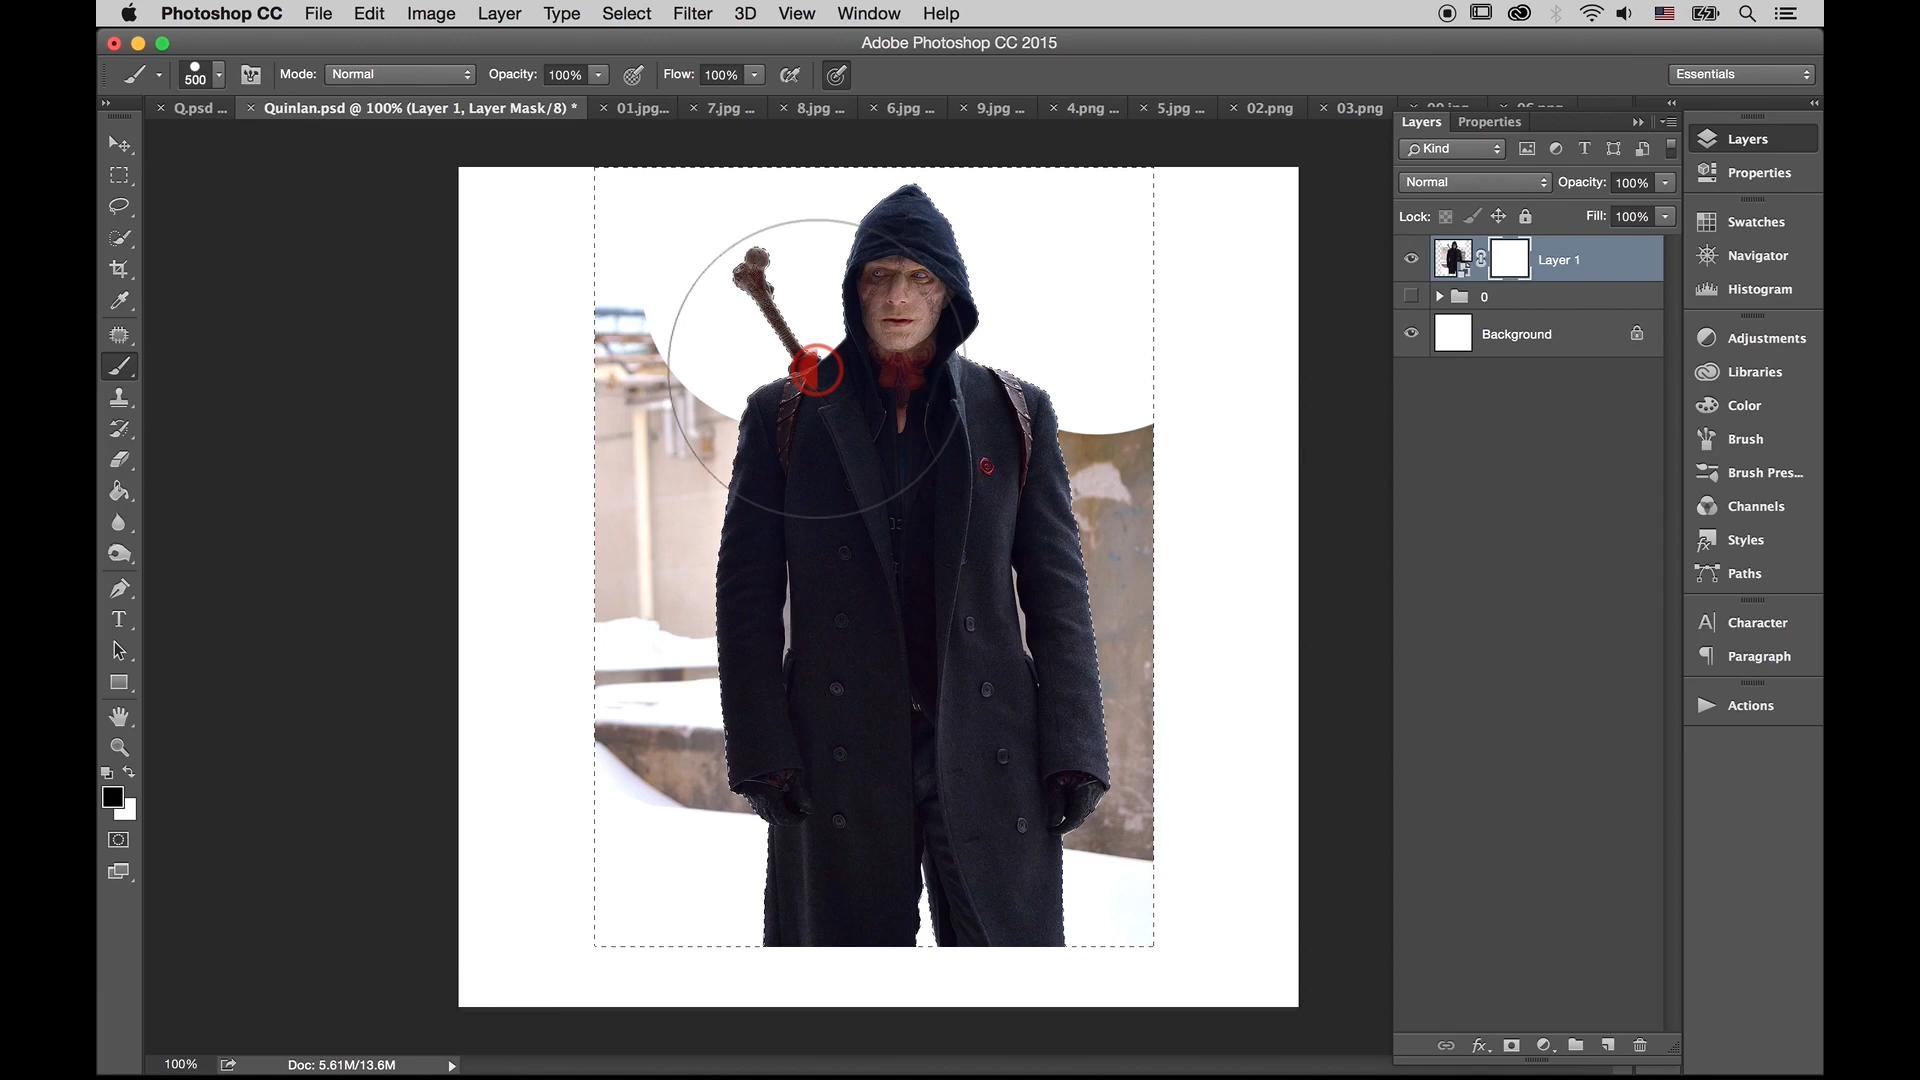 Photoshop CC File Edit Image Layer Type Select Filter 3D View Window Help
Adobe Photoshop CC 2015
500 Mode: Normal Opacity: 100% Flow: 100% Essentials
Q.psd ... Quinlan.psd @ 100% (Layer 1, Layer Mask/8) * 01.jpg... 7.jpg ... 8.jpg ... 6.jpg ... 9.jpg ... 4.png ... 5.jpg ... 02.png 03.png
Layers Properties
Kind
Normal Opacity: 100%
Lock: Fill: 100%
Layer 1
0
Background
Layers
Properties
Swatches
Navigator
Histogram
Adjustments
Libraries
Color
Brush
Brush Pres...
Channels
Styles
Paths
Character
Paragraph
Actions
fx
100% Doc: 5.61M/13.6M